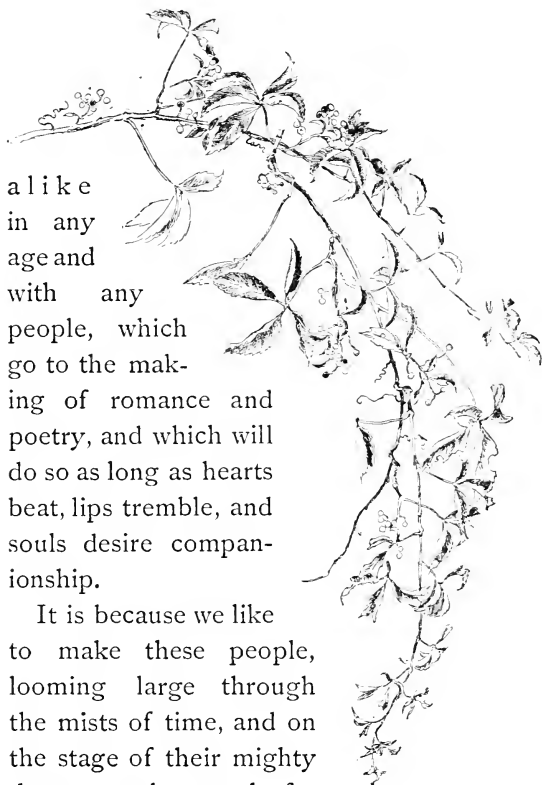 alike
in any
age and
with any
people, which
go to the mak-
ing of romance and
poetry, and which will
do so as long as hearts
beat, lips tremble, and
souls desire compan-
ionship.
It is because we like
to make these people,
looming large through
the mists of time, and on
the stage of their mighty